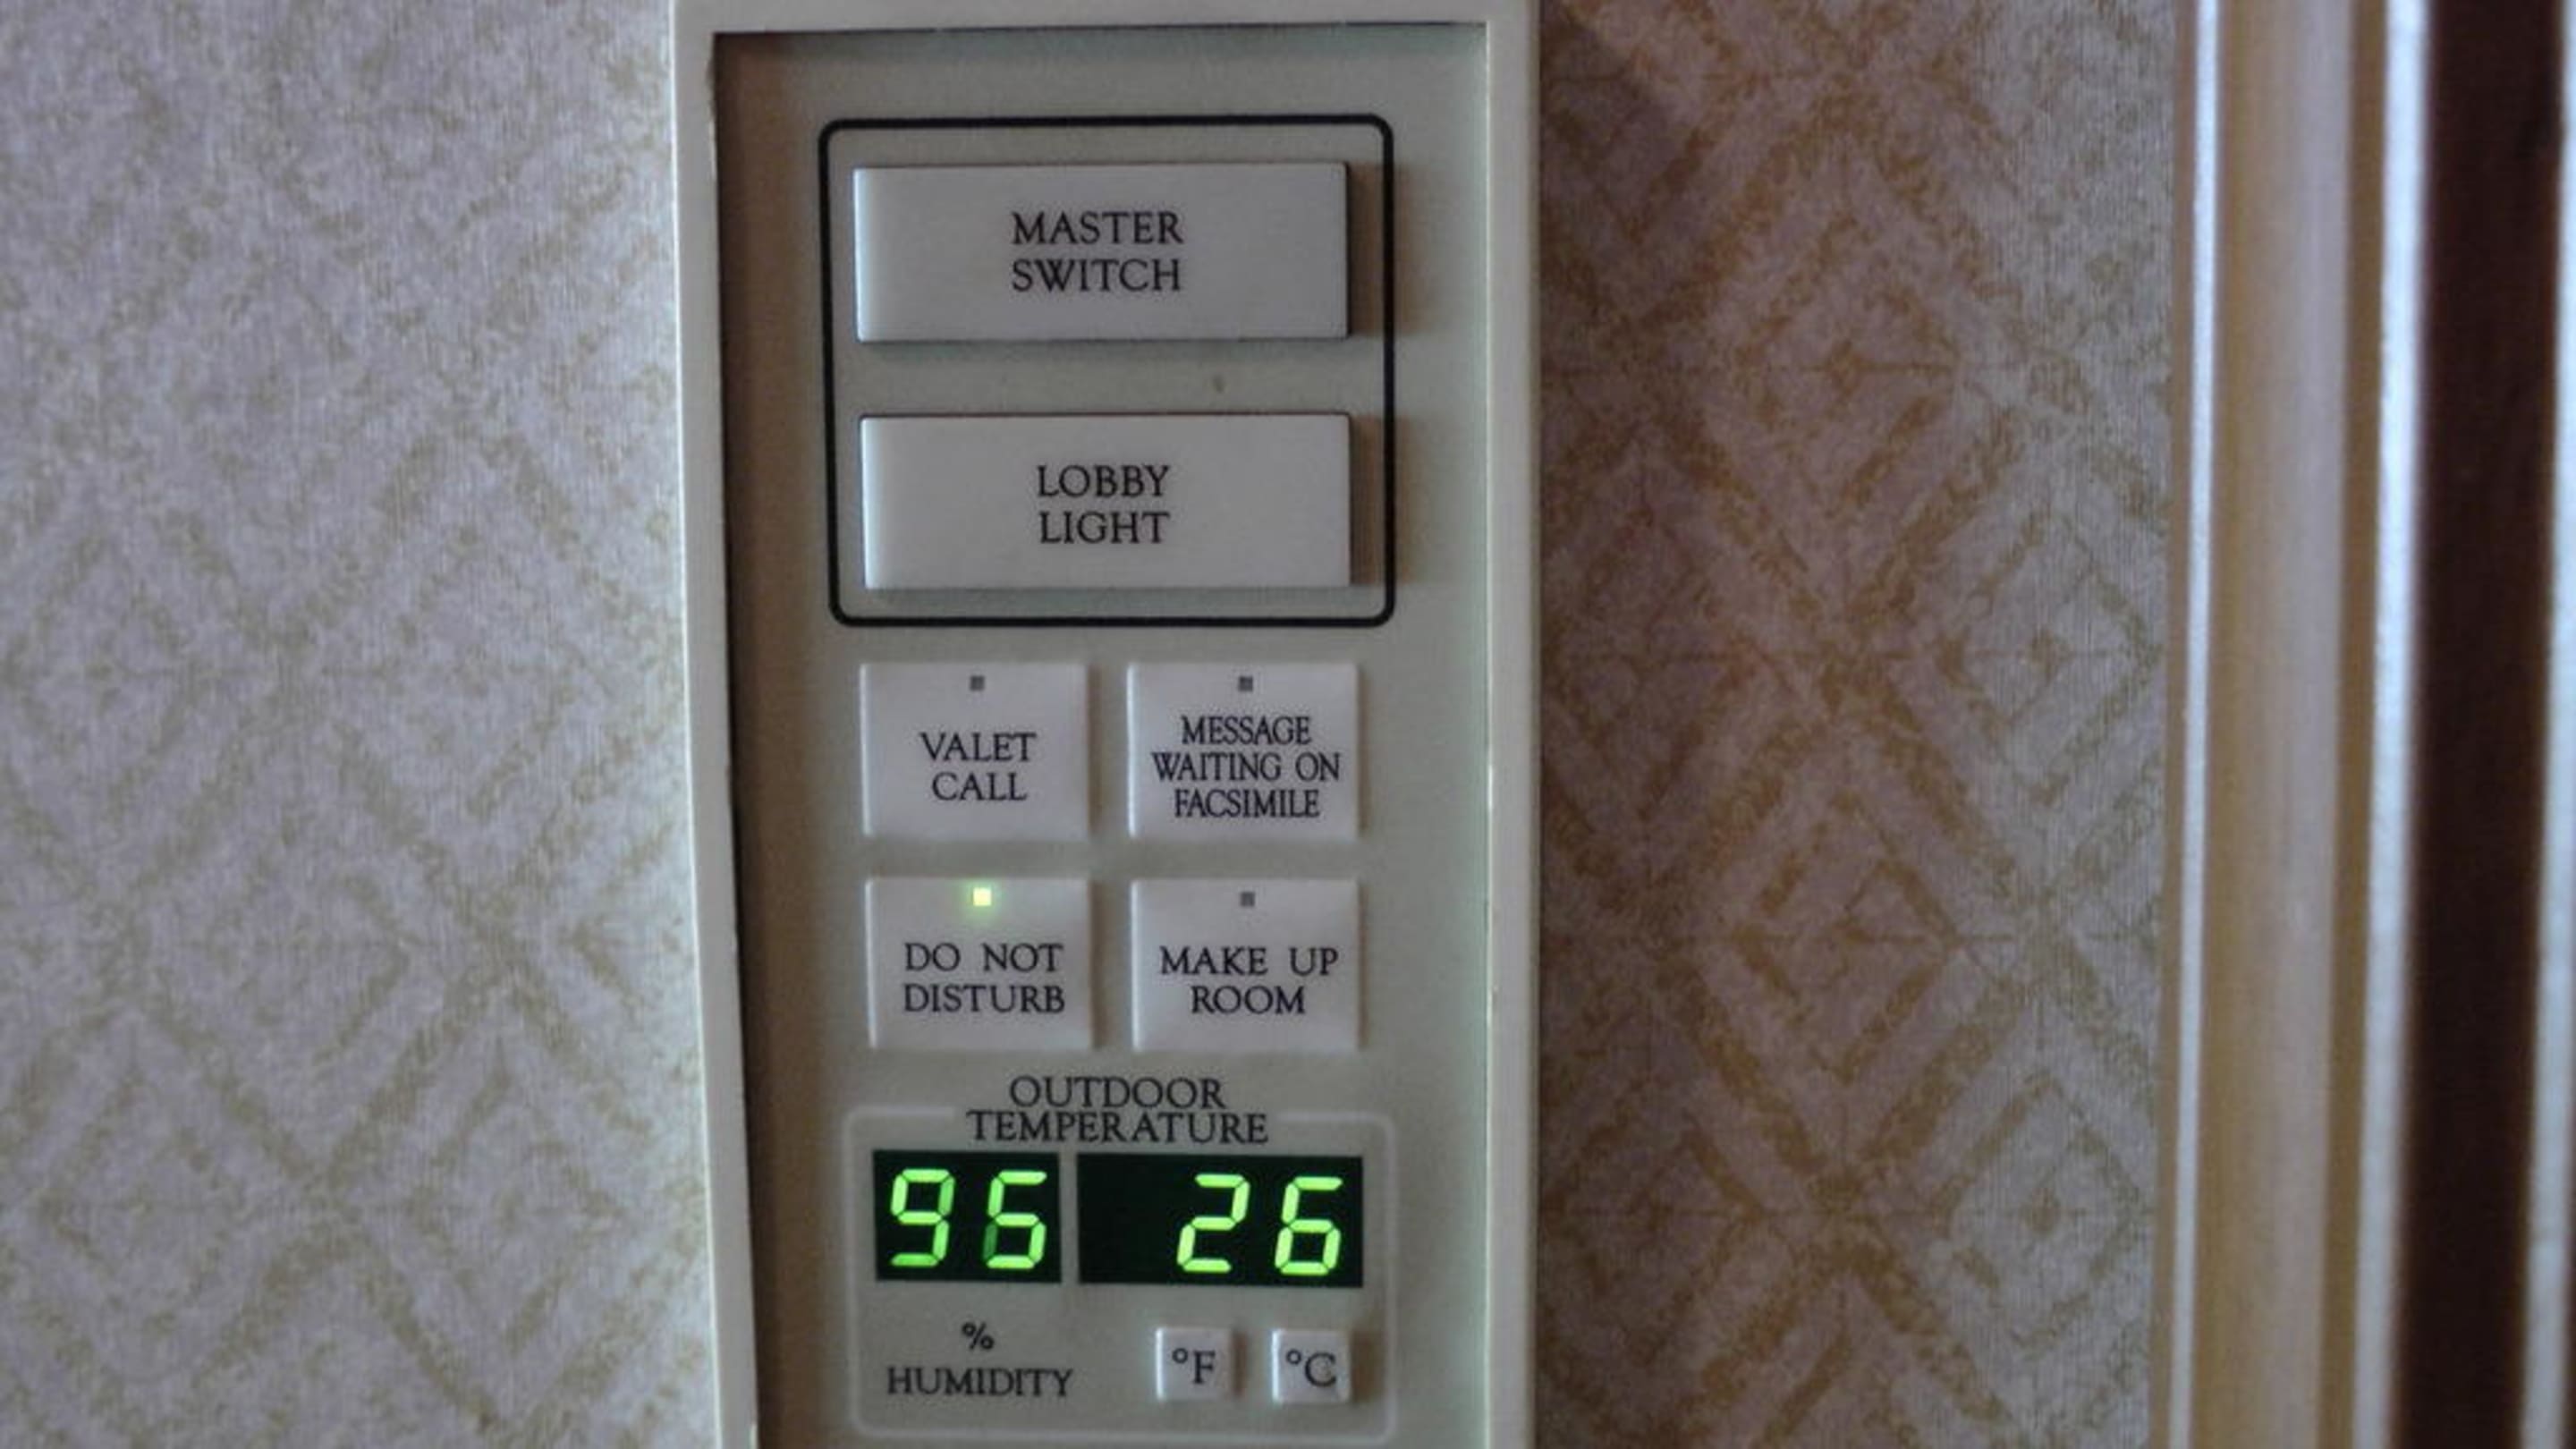 MASTER
SWITCH
LOBBY
LIGHT
VALET
CALL
MESSAGE
WAITING ON
FACSIMILE
DO NOT
DISTURB
MAKE UP
ROOM
OUTDOOR
TEMPERATURE
96 26
%
HUMIDITY
°F °C